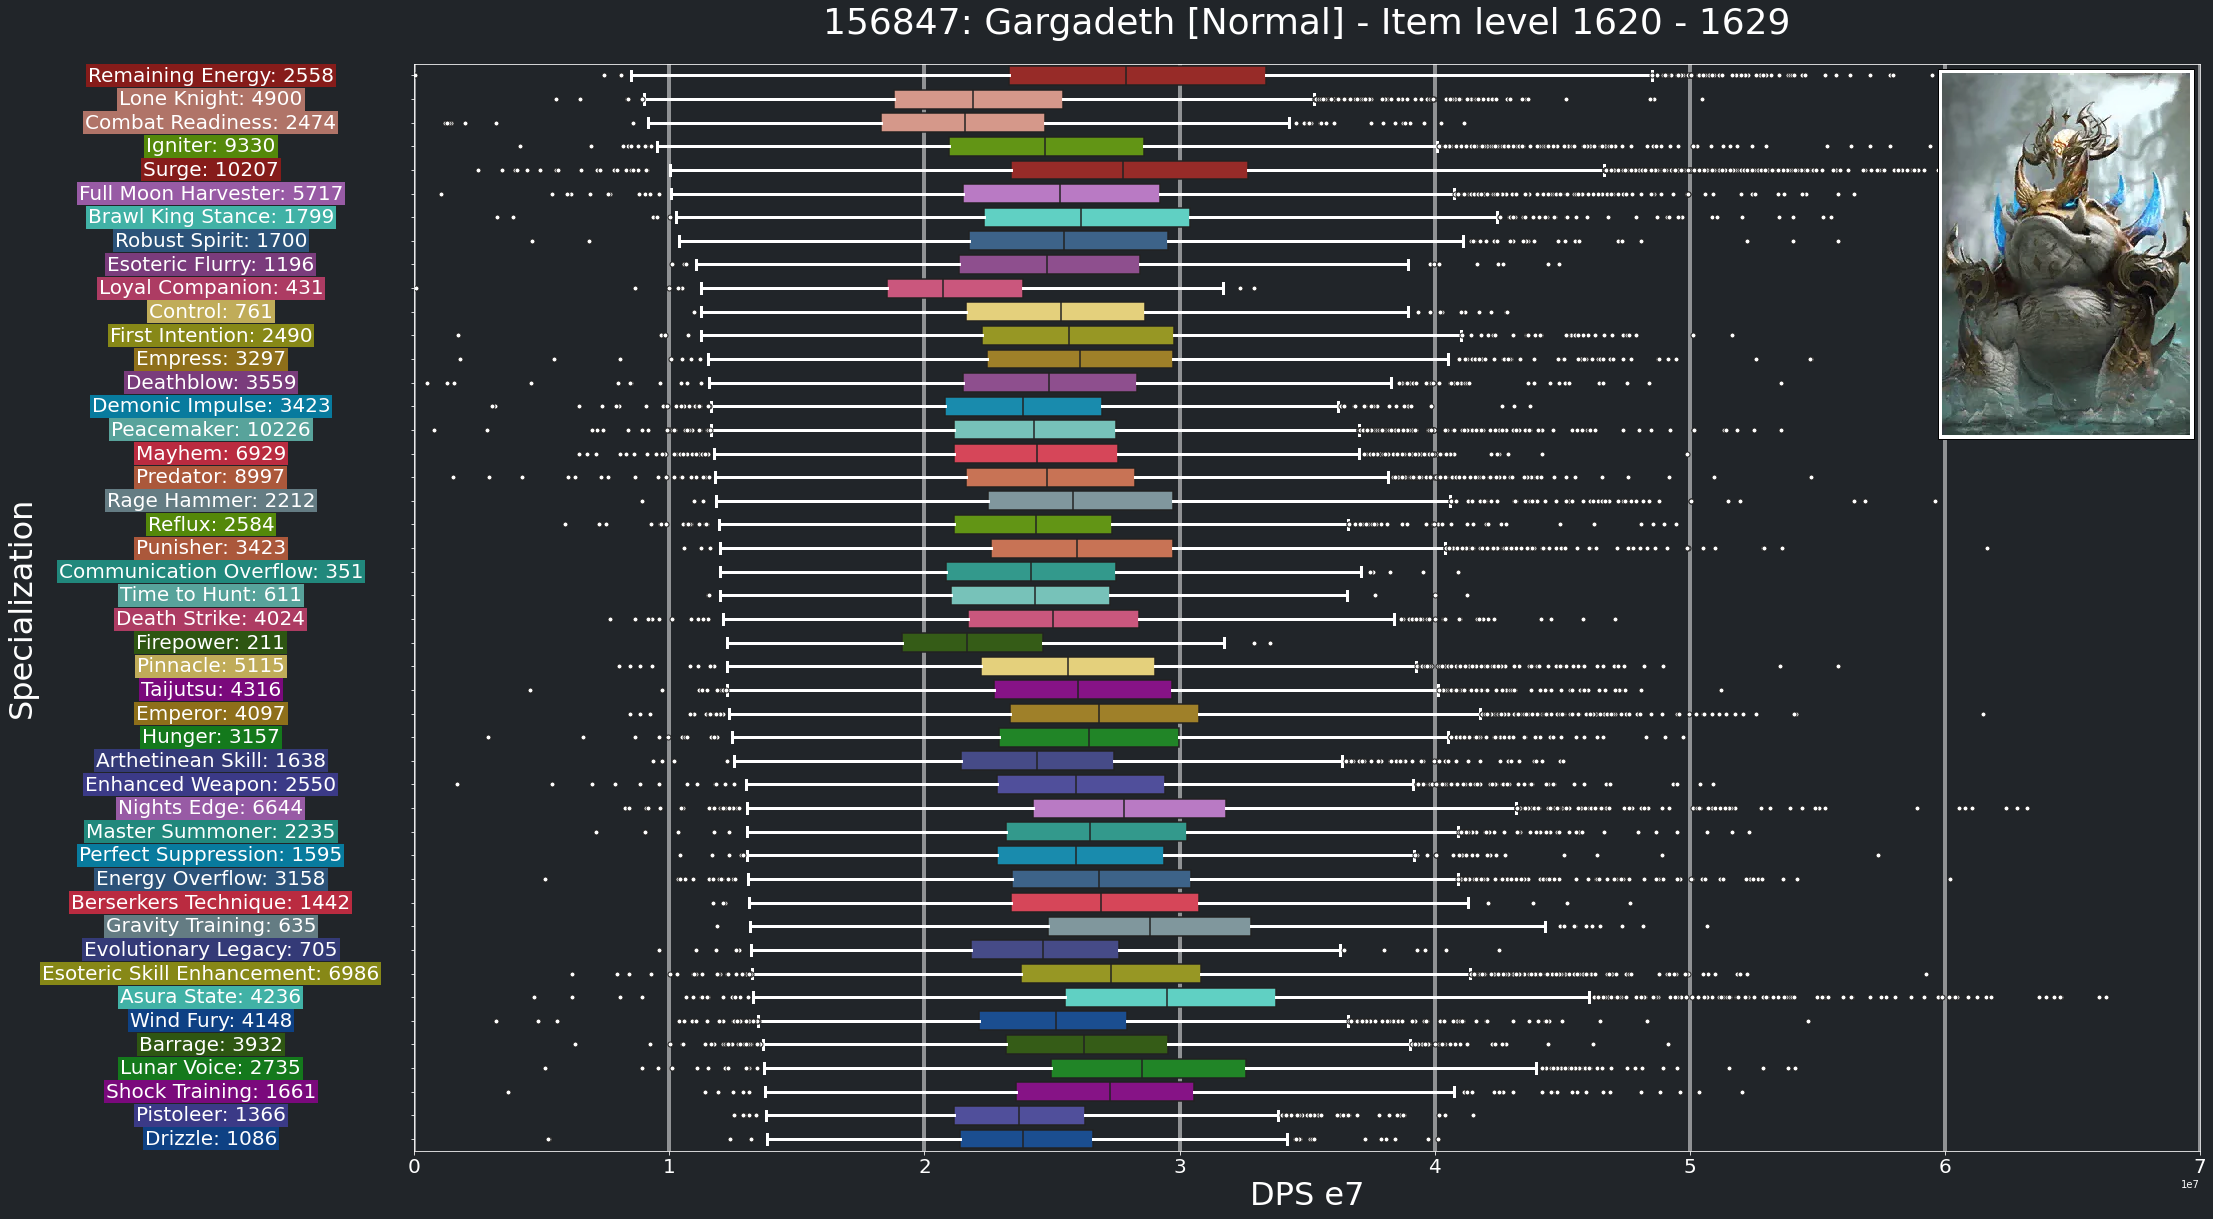 156847: Gargadeth [Normal] - Item level 1620 - 1629
Specialization
Remaining Energy: 2558
Lone Knight: 4900
Combat Readiness: 2474
Igniter: 9330
Surge: 10207
Full Moon Harvester: 5717
Brawl King Stance: 1799
Robust Spirit: 1700
Esoteric Flurry: 1196
Loyal Companion: 431
Control: 761
First Intention: 2490
Empress: 3297
Deathblow: 3559
Demonic Impulse: 3423
Peacemaker: 10226
Mayhem: 6929
Predator: 8997
Rage Hammer: 2212
Reflux: 2584
Punisher: 3423
Communication Overflow: 351
Time to Hunt: 611
Death Strike: 4024
Firepower: 211
Pinnacle: 5115
Taijutsu: 4316
Emperor: 4097
Hunger: 3157
Arthetinean Skill: 1638
Enhanced Weapon: 2550
Nights Edge: 6644
Master Summoner: 2235
Perfect Suppression: 1595
Energy Overflow: 3158
Berserkers Technique: 1442
Gravity Training: 635
Evolutionary Legacy: 705
Esoteric Skill Enhancement: 6986
Asura State: 4236
Wind Fury: 4148
Barrage: 3932
Lunar Voice: 2735
Shock Training: 1661
Pistoleer: 1366
Drizzle: 1086
0 1 2 3 4 5 6 7
1e7
DPS e7